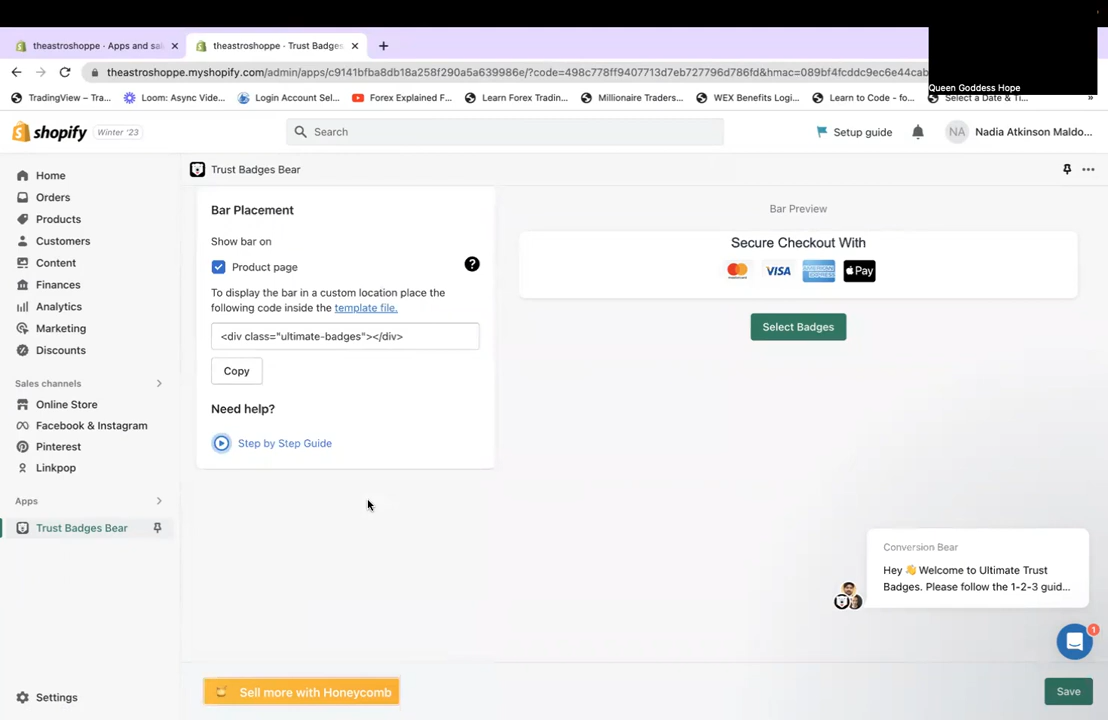 theastroshoppe · Apps and sal
theastroshoppe · Trust Badges
theastroshoppe.myshopify.com/admin/apps/c9141bfba8db18a258f290a5a639986e/?code=498c778ff9407713d7eb727796d786fd&hmac=089bf4fcddc9ec6e44cab
Queen Goddess Hope
TradingView – Tra...
Loom: Async Vide...
Login Account Sel...
Forex Explained F...
Learn Forex Tradin...
Millionaire Traders...
WEX Benefits Logi...
Learn to Code - fo...
Select a Date & Ti...
»
shopify
Winter '23
Search
Setup guide
NA
Nadia Atkinson Maldo...
Home
Orders
Products
Customers
Content
Finances
Analytics
Marketing
Discounts
Sales channels
Online Store
Facebook & Instagram
Pinterest
Linkpop
Apps
Trust Badges Bear
Settings
Trust Badges Bear
Bar Placement
Show bar on
Product page
?
To display the bar in a custom location place the
following code inside the template file.
<div class="ultimate-badges"></div>
Copy
Need help?
Step by Step Guide
Bar Preview
Secure Checkout With
VISA
AMERICAN EXPRESS
Pay
Select Badges
Conversion Bear
Hey 👋 Welcome to Ultimate Trust
Badges. Please follow the 1-2-3 guid...
1
Sell more with Honeycomb
Save